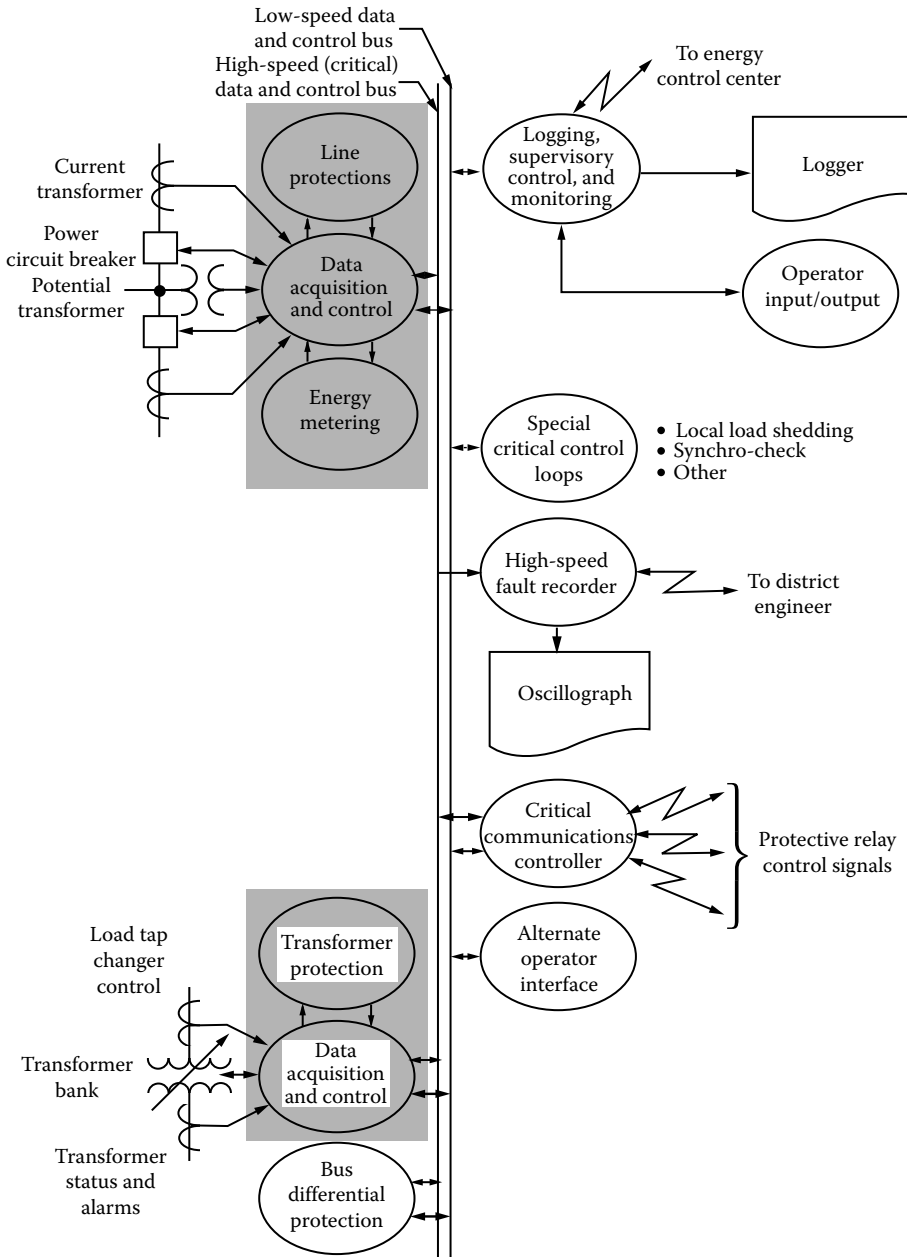 Low-speed data
and control bus
High-speed (critical)
data and control bus
To energy
control center
Line
protections
Logging,
supervisory
control, and
monitoring
Logger
Current
transformer
Power
circuit breaker
Potential
transformer
Data
acquisition
and control
Operator
input/output
Energy
metering
Special
critical control
loops
• Local load shedding
• Synchro-check
• Other
High-speed
fault recorder
To district
engineer
Oscillograph
Critical
communications
controller
Protective relay
control signals
Load tap
changer
control
Transformer
protection
Alternate
operator
interface
Transformer
bank
Data
acquisition
and control
Transformer
status and
alarms
Bus
differential
protection